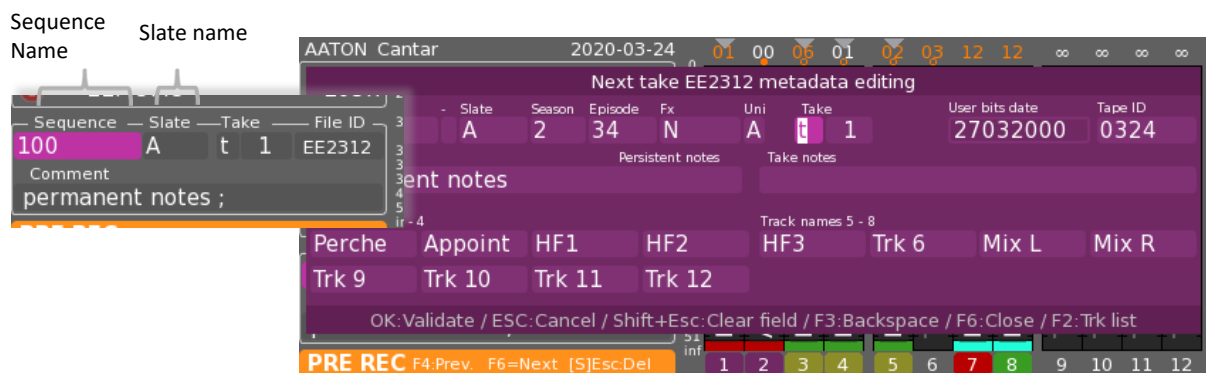 Sequence
Name
Slate name
AATON Cantar 2020-03-24 01 00 06 01 02 03 12 12 ∞ ∞ ∞ ∞
Next take EE2312 metadata editing
- Slate Season Episode Fx Uni Take User bits date Tape ID
A 2 34 N A t 1 27032000 0324
Sequence Slate Take File ID
100 A t 1 EE2312
Persistent notes Take notes
Comment
permanent notes ;
ent notes
- 4 Track names 5 - 8
Perche Appoint HF1 HF2 HF3 Trk 6 Mix L Mix R
Trk 9 Trk 10 Trk 11 Trk 12
OK:Validate / ESC:Cancel / Shift+Esc:Clear field / F3:Backspace / F6:Close / F2:Trk list
PRE REC F4:Prev. F6=Next [S]Esc:Del inf 1 2 3 4 5 6 7 8 9 10 11 12